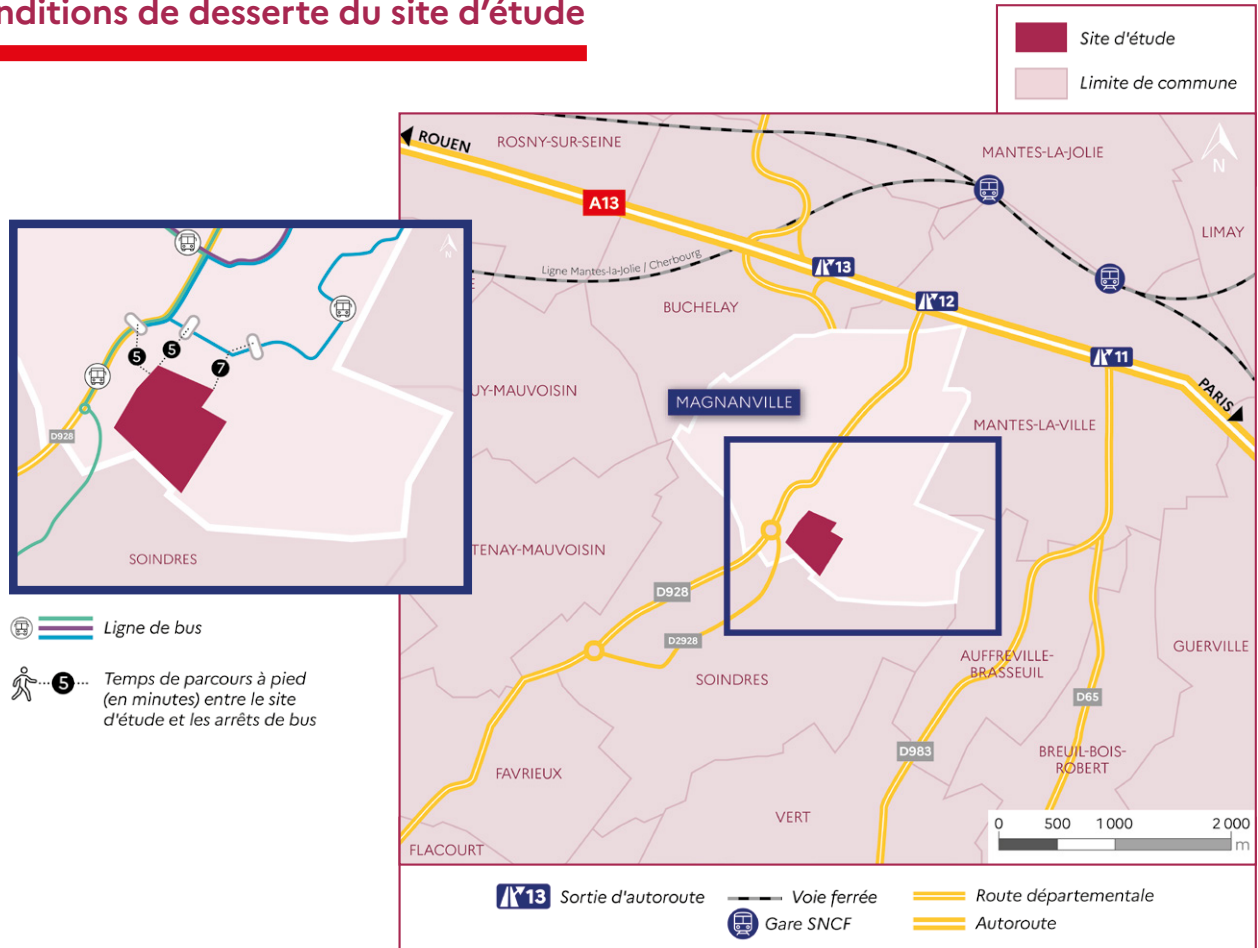 nditions de desserte du site d'étude
Site d'étude
Limite de commune
ROUEN
ROSNY-SUR-SEINE
MANTES-LA-JOLIE
N
A13
LIMAY
Ligne Mantes-la-Jolie / Cherbourg
13
BUCHELAY
12
11
PARIS
UY-MAUVOISIN
MAGNANVILLE
MANTES-LA-VILLE
TENAY-MAUVOISIN
D928
D2928
SOINDRES
AUFFREVILLE-
BRASSEUIL
GUERVILLE
D65
D983
BREUIL-BOIS-
ROBERT
FAVRIEUX
VERT
FLACOURT
0 500 1 000 2 000
m
N
E
5
5
7
D928
SOINDRES
Ligne de bus
5
Temps de parcours à pied
(en minutes) entre le site
d'étude et les arrêts de bus
13 Sortie d'autoroute
Voie ferrée
Route départementale
Gare SNCF
Autoroute